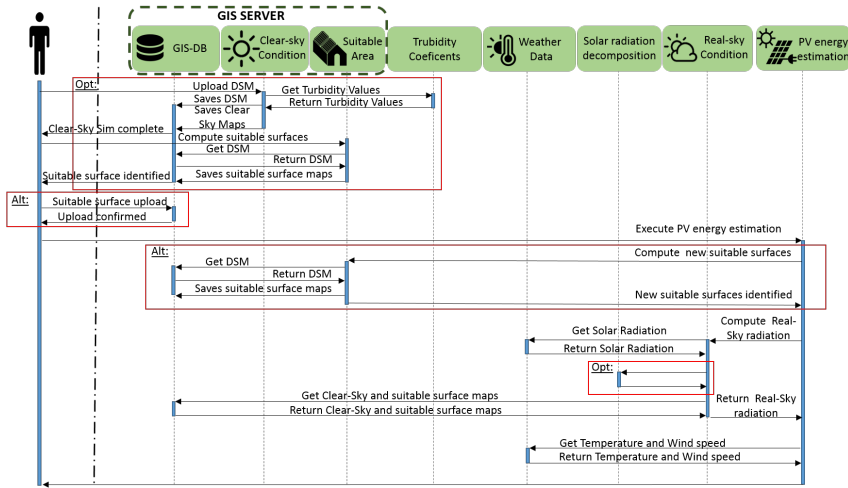 GIS SERVER
GIS-DB
Clear-sky
Condition
Suitable
Area
Trubidity
Coeficents
Weather
Data
Solar radiation
decomposition
Real-sky
Condition
PV energy
estimation
Opt:
Upload DSM
Get Turbidity Values
Saves DSM
Return Turbidity Values
Saves Clear
Sky Maps
Clear-Sky Sim complete
Compute suitable surfaces
Get DSM
Return DSM
Suitable surface identified
Saves suitable surface maps
Alt:
Suitable surface upload
Upload confirmed
Execute PV energy estimation
Alt:
Compute new suitable surfaces
Get DSM
Return DSM
Saves suitable surface maps
New suitable surfaces identified
Compute Real-
Sky radiation
Get Solar Radiation
Return Solar Radiation
Opt:
Get Clear-Sky and suitable surface maps
Return Clear-Sky and suitable surface maps
Return Real-Sky
radiation
Get Temperature and Wind speed
Return Temperature and Wind speed